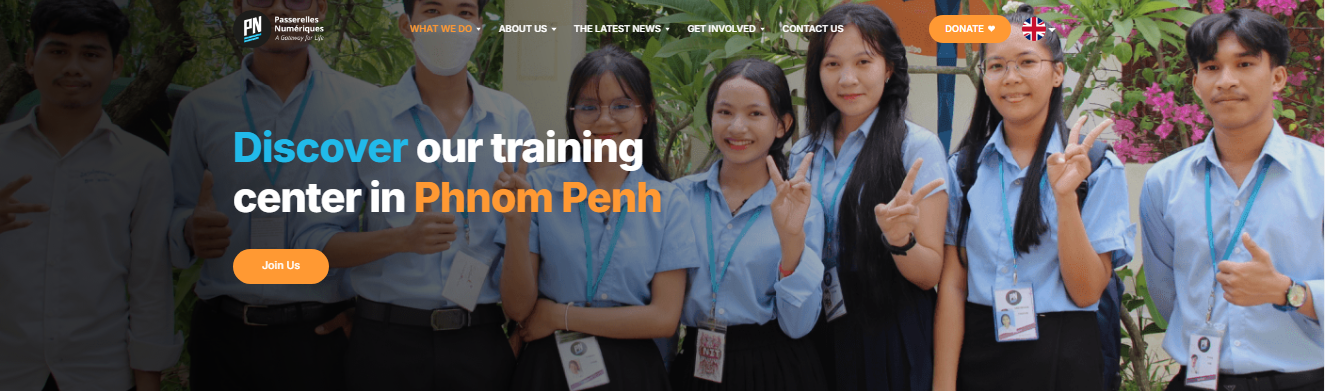 PN
Passerelles
Numériques
A Gateway for Life
WHAT WE DO
ABOUT US
THE LATEST NEWS
GET INVOLVED
CONTACT US
DONATE
Discover our training
center in Phnom Penh
Join Us